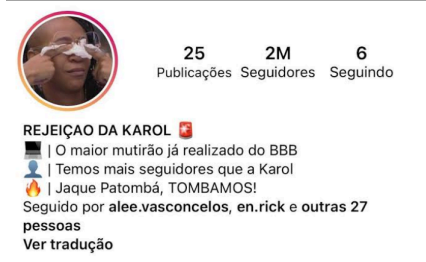 25 2M 6
Publicações Seguidores Seguindo
REJEIÇAO DA KAROL 🚨
💻 | O maior mutirão já realizado do BBB
👤 | Temos mais seguidores que a Karol
🔥 | Jaque Patombá, TOMBAMOS!
Seguido por alee.vasconcelos, en.rick e outras 27
pessoas
Ver tradução